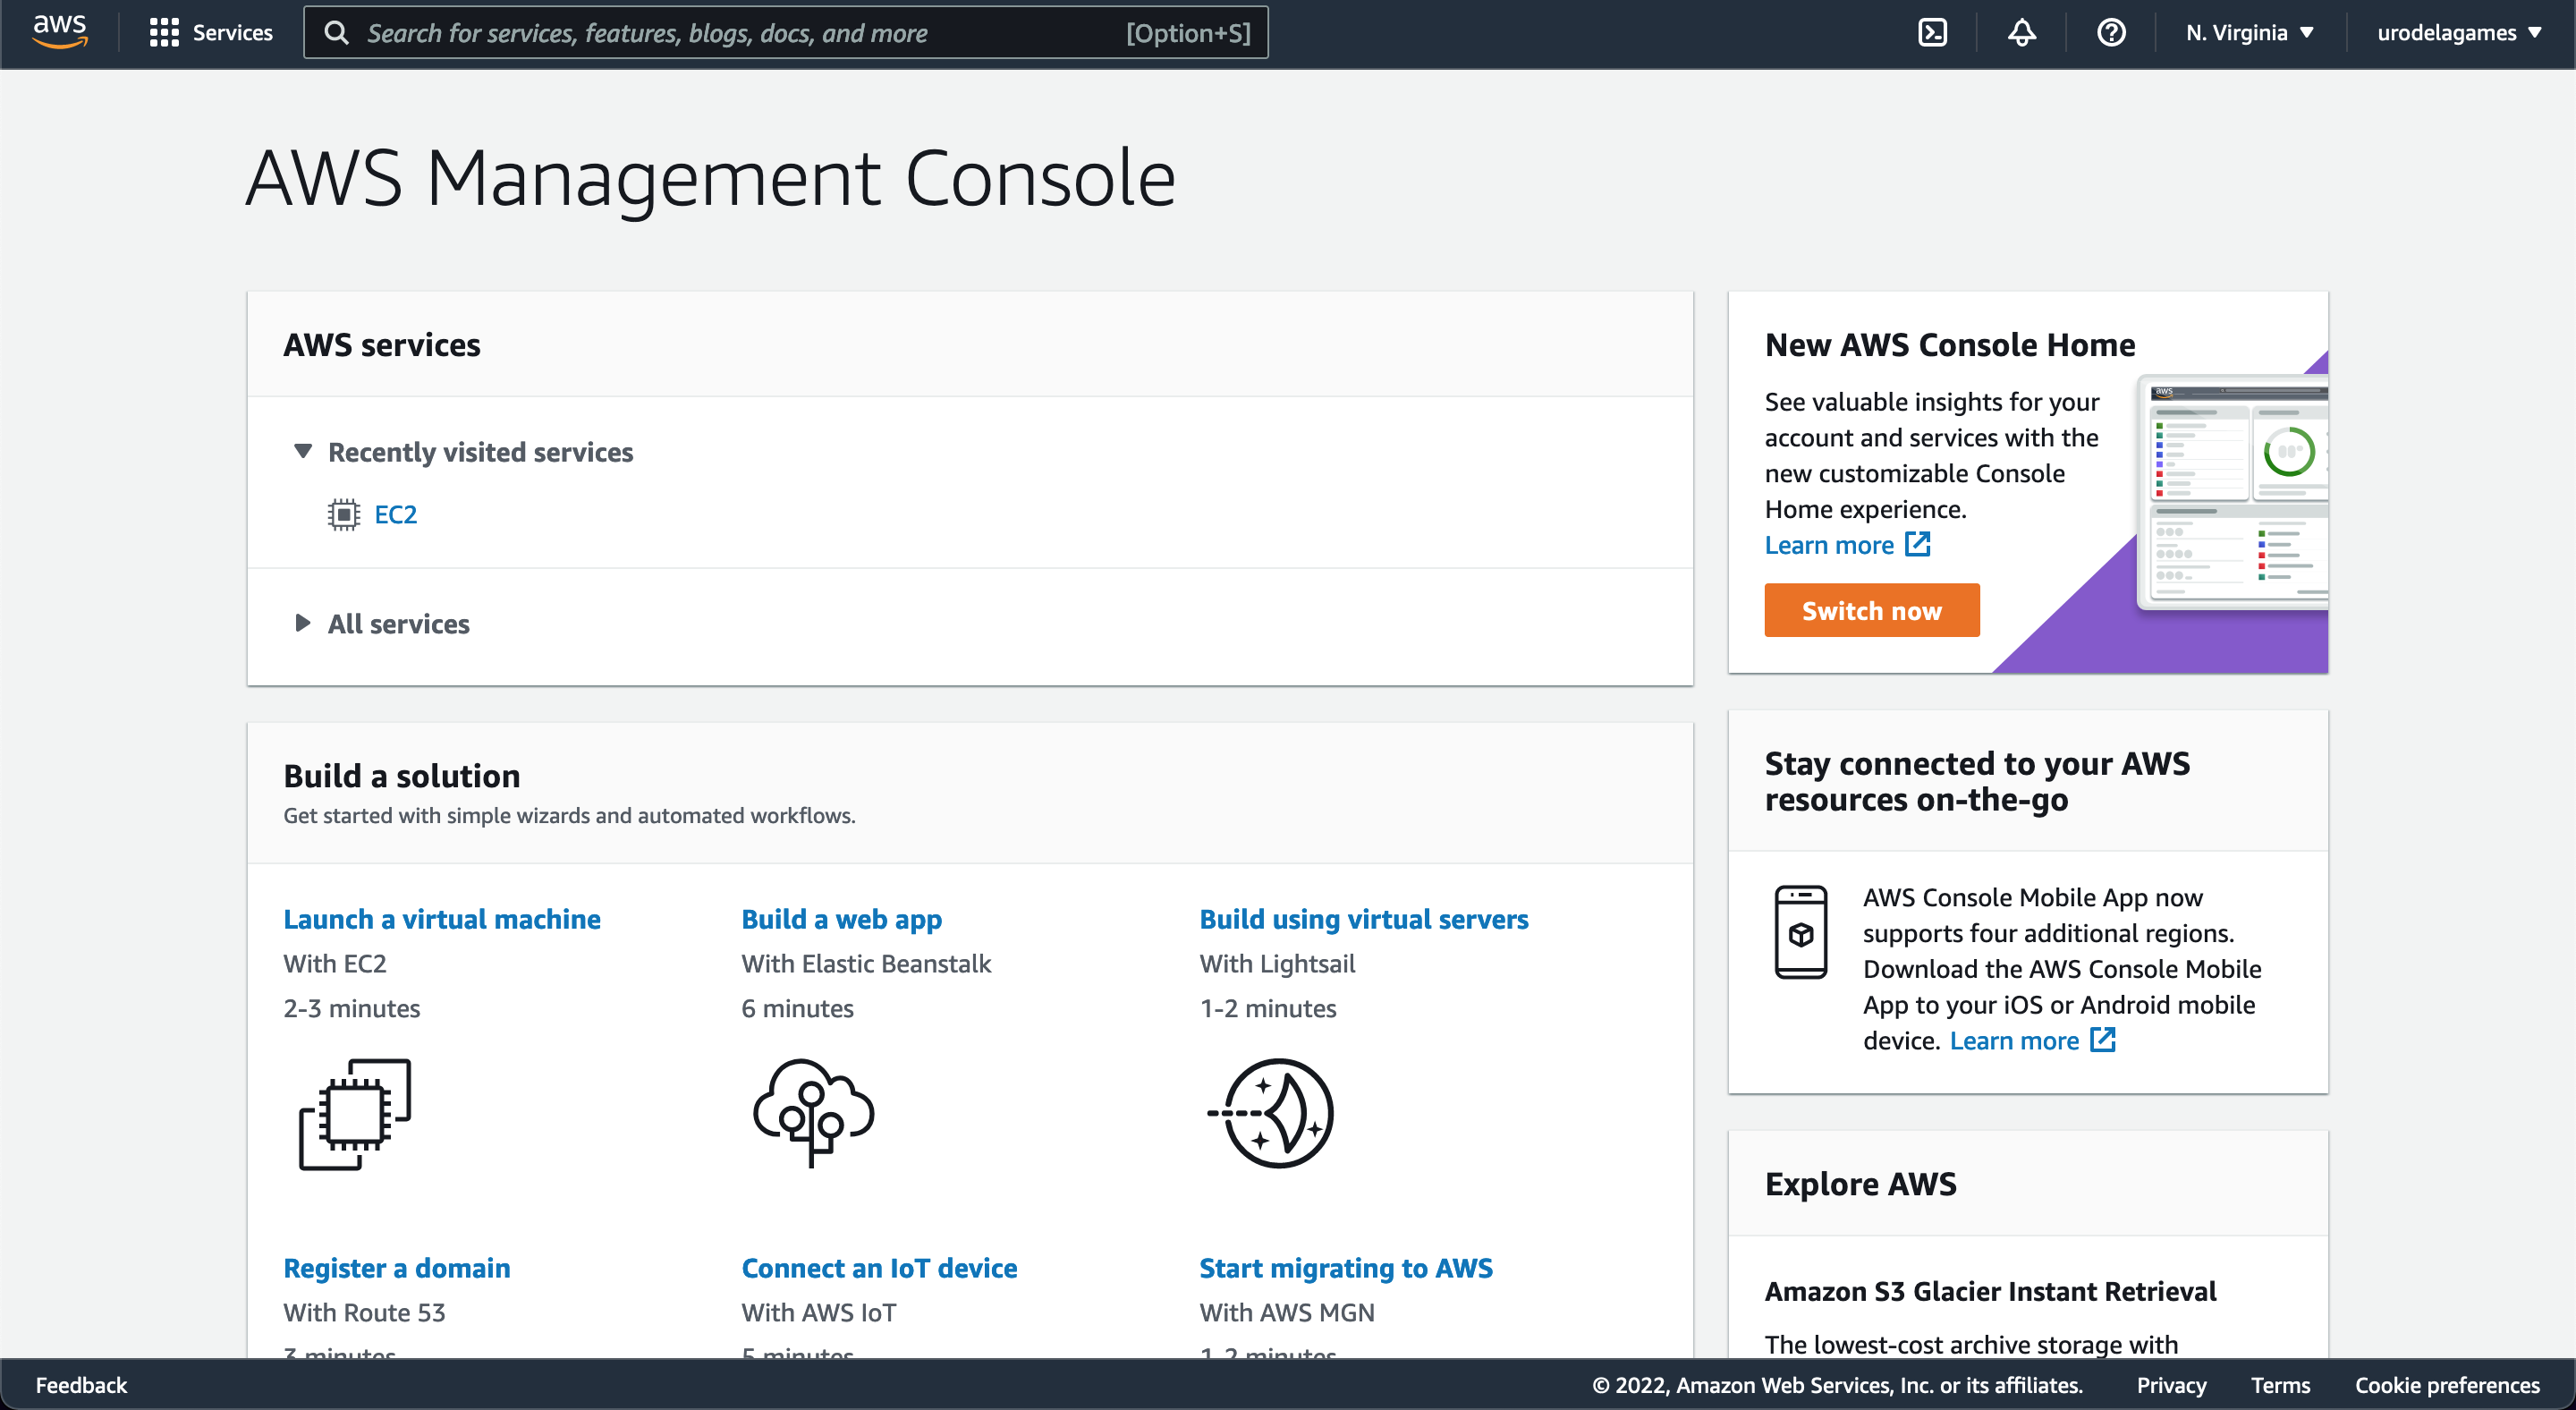 aws
Services
Search for services, features, blogs, docs, and more
[Option+S]
N. Virginia
urodelagames
AWS Management Console
AWS services
Recently visited services
EC2
All services
New AWS Console Home
See valuable insights for your
account and services with the
new customizable Console
Home experience.
Learn more
Switch now
aws
Build a solution
Get started with simple wizards and automated workflows.
Launch a virtual machine
With EC2
2-3 minutes
Build a web app
With Elastic Beanstalk
6 minutes
Build using virtual servers
With Lightsail
1-2 minutes
Register a domain
With Route 53
3 minutes
Connect an IoT device
With AWS IoT
5 minutes
Start migrating to AWS
With AWS MGN
1-2 minutes
Stay connected to your AWS
resources on-the-go
AWS Console Mobile App now
supports four additional regions.
Download the AWS Console Mobile
App to your iOS or Android mobile
device. Learn more
Explore AWS
Amazon S3 Glacier Instant Retrieval
The lowest-cost archive storage with
Feedback
© 2022, Amazon Web Services, Inc. or its affiliates.
Privacy
Terms
Cookie preferences